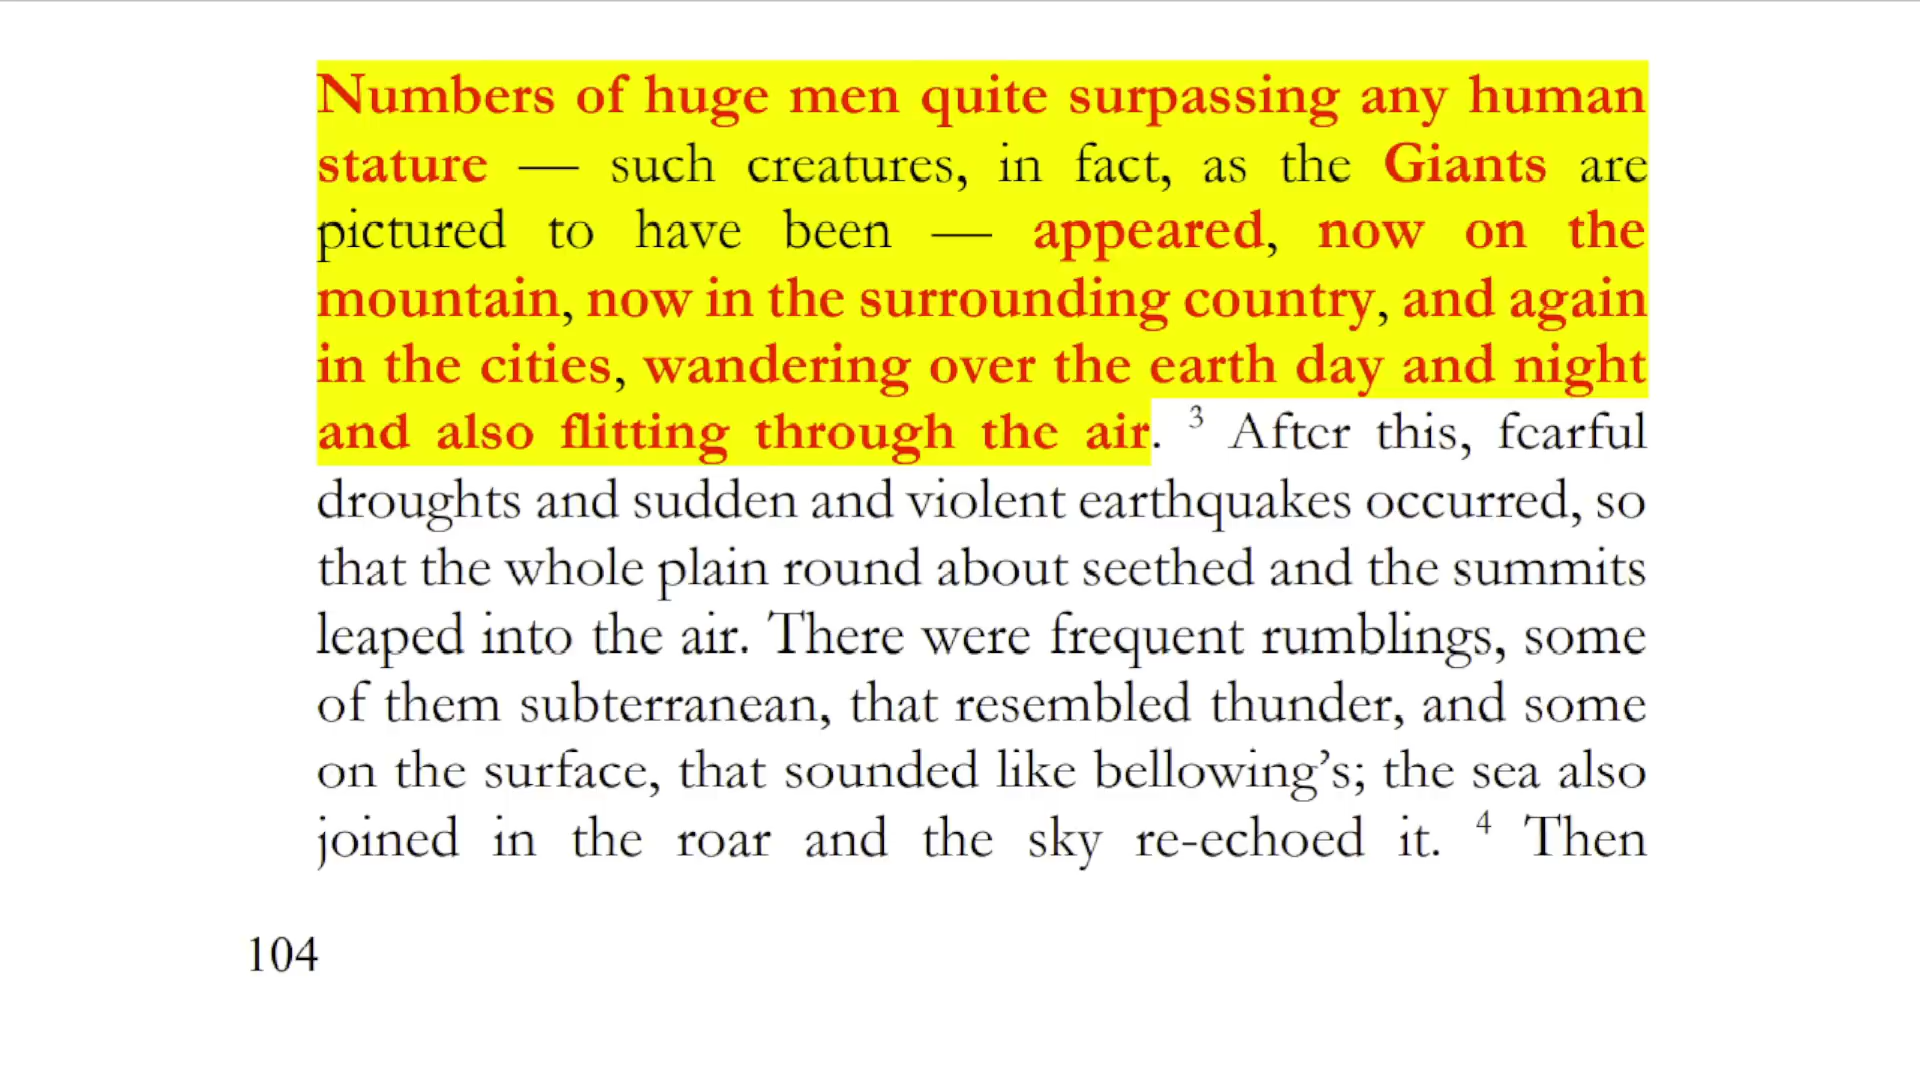 Numbers of huge men quite surpassing any human
stature — such creatures, in fact, as the Giants are
pictured to have been — appeared, now on the
mountain, now in the surrounding country, and again
in the cities, wandering over the earth day and night
and also flitting through the air. ³ After this, fearful
droughts and sudden and violent earthquakes occurred, so
that the whole plain round about seethed and the summits
leaped into the air. There were frequent rumblings, some
of them subterranean, that resembled thunder, and some
on the surface, that sounded like bellowing’s; the sea also
joined in the roar and the sky re-echoed it. ⁴ Then
104